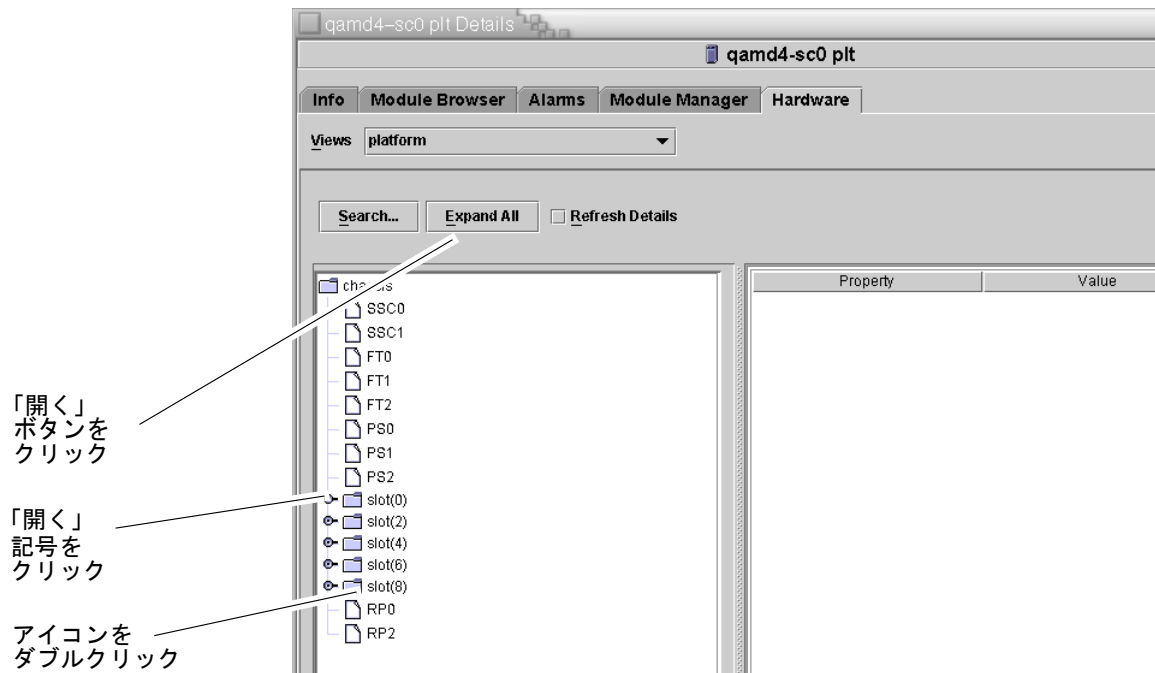 qamd4–sc0 plt Details
qamd4-sc0 plt
Info Module Browser Alarms Module Manager Hardware
Views platform
Search... Expand All Refresh Details
SSC0
SSC1
FT0
FT1
FT2
PS0
PS1
PS2
slot(0)
slot(2)
slot(4)
slot(6)
slot(8)
RP0
RP2
Property Value
「開く」
ボタンを
クリック
「開く」
記号を
クリック
アイコンを
ダブルクリック